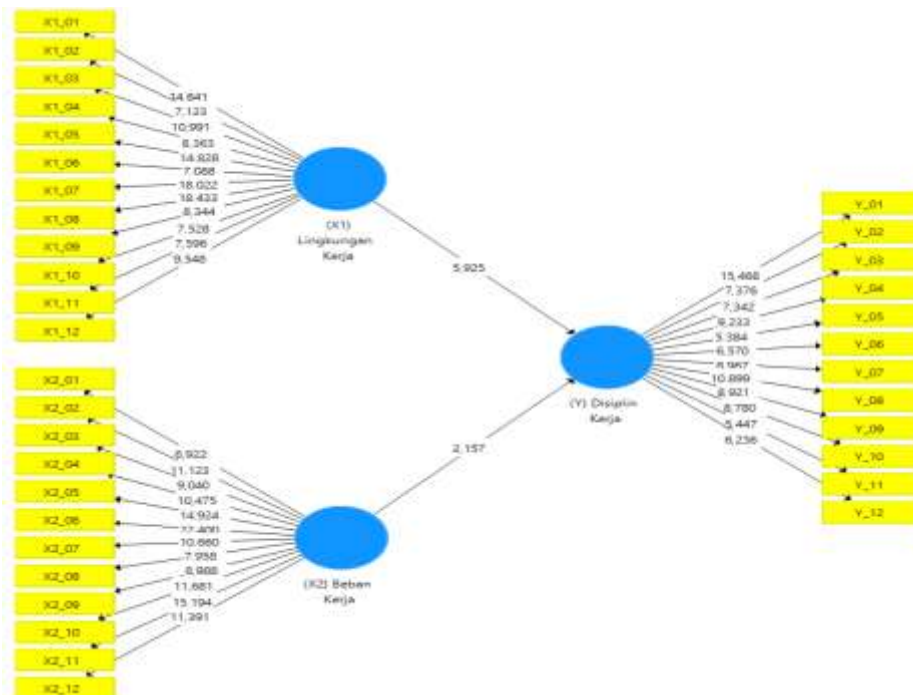 X1_01
X1_02
X1_03
X1_04
X1_05
X1_06
X1_07
X1_08
X1_09
X1_10
X1_11
X1_12
14.641
7.123
10.991
8.363
14.828
7.088
18.022
18.433
8.344
7.528
7.596
9.548
(X1)
Lingkungan
Kerja
5.925
X2_01
X2_02
X2_03
X2_04
X2_05
X2_06
X2_07
X2_08
X2_09
X2_10
X2_11
X2_12
6.922
11.123
9.040
10.475
14.924
22.400
10.660
7.958
8.988
11.681
15.194
11.391
(X2) Beban
Kerja
2.157
(Y) Disiplin
Kerja
15.468
7.376
7.342
9.233
5.384
6.570
6.967
10.899
8.921
8.780
5.447
6.236
Y_01
Y_02
Y_03
Y_04
Y_05
Y_06
Y_07
Y_08
Y_09
Y_10
Y_11
Y_12